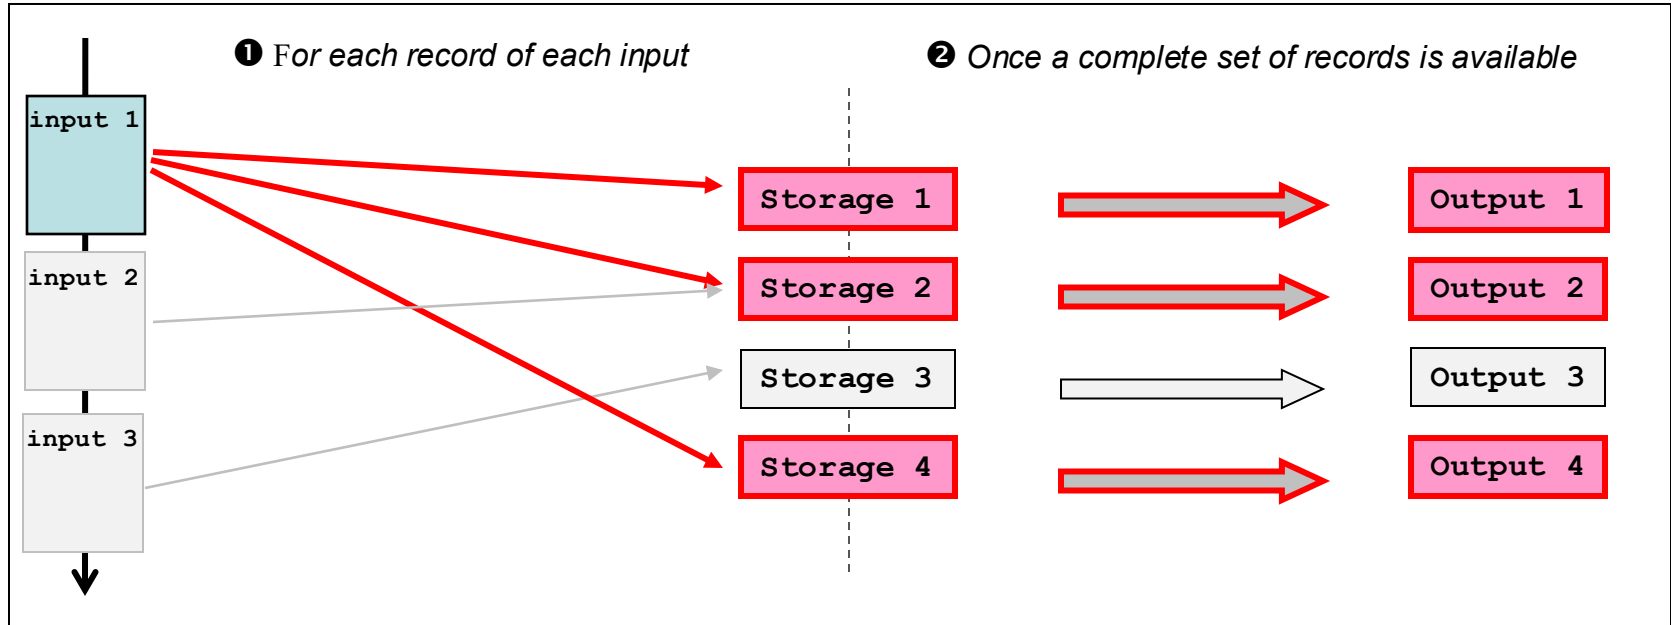 ❶ For each record of each input
❷ Once a complete set of records is available
input 1
input 2
input 3
Storage 1
Output 1
Storage 2
Output 2
Storage 3
Output 3
Storage 4
Output 4